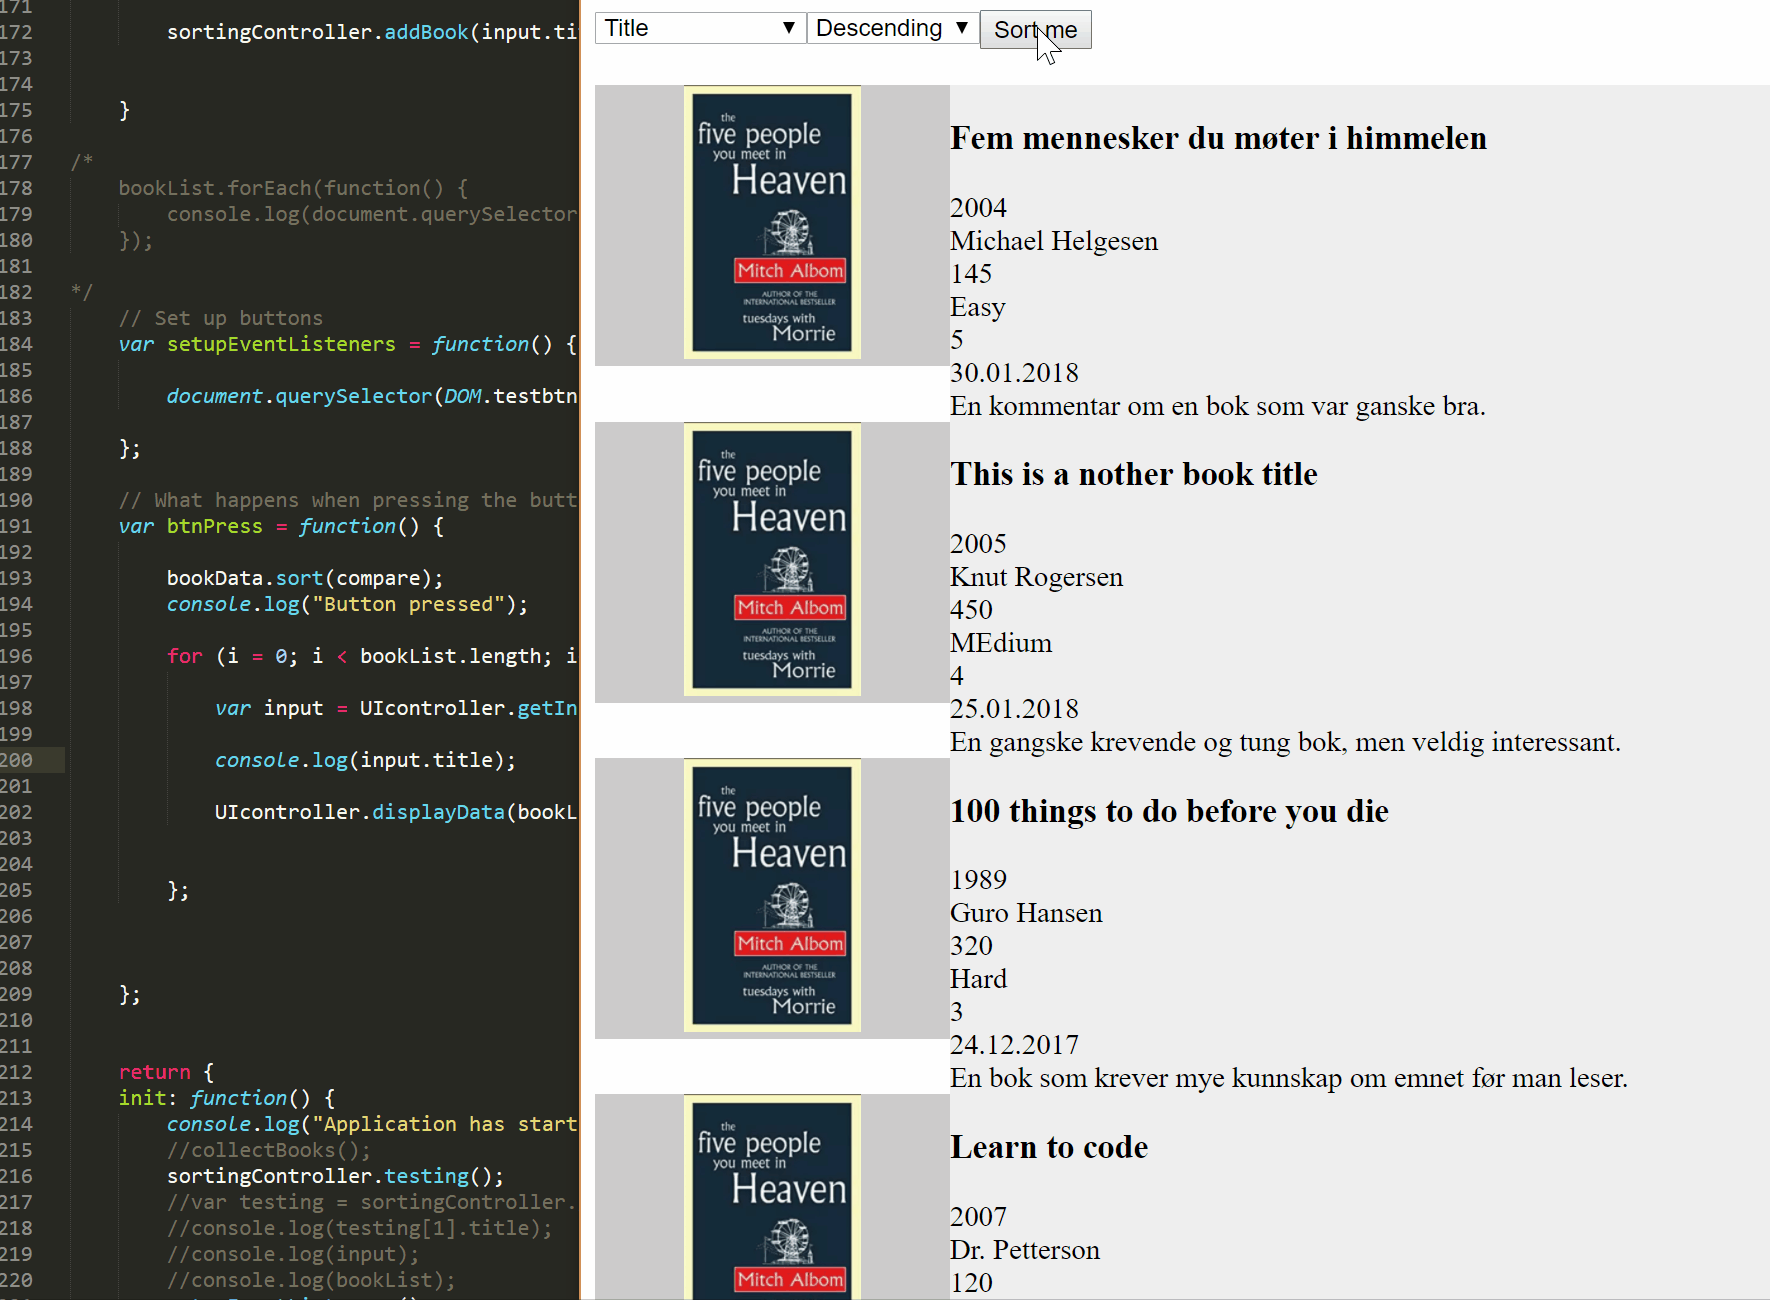 171
172 sortingController.addBook(input.ti
173
174
175 }
176
177 /*
178 bookList.forEach(function() {
179 console.log(document.querySelector
180 });
181
182 */
183 // Set up buttons
184 var setupEventListeners = function() {
185
186 document.querySelector(DOM.testbtn
187
188 };
189
190 // What happens when pressing the butt
191 var btnPress = function() {
192
193 bookData.sort(compare);
194 console.log("Button pressed");
195
196 for (i = 0; i < bookList.length; i
197
198 var input = UIcontroller.getIn
199
200 console.log(input.title);
201
202 UIcontroller.displayData(bookL
203
204
205 };
206
207
208
209 };
210
211
212 return {
213 init: function() {
214 console.log("Application has start
215 //collectBooks();
216 sortingController.testing();
217 //var testing = sortingController.
218 //console.log(testing[1].title);
219 //console.log(input);
220 //console.log(bookList);
Title Descending Sort me
the
five people
you meet in
Heaven
Mitch Albom
AUTHOR OF THE
INTERNATIONAL BESTSELLER
tuesdays with
Morrie
Fem mennesker du møter i himmelen
2004
Michael Helgesen
145
Easy
5
30.01.2018
En kommentar om en bok som var ganske bra.
the
five people
you meet in
Heaven
Mitch Albom
AUTHOR OF THE
INTERNATIONAL BESTSELLER
tuesdays with
Morrie
This is a nother book title
2005
Knut Rogersen
450
MEdium
4
25.01.2018
En gangske krevende og tung bok, men veldig interessant.
the
five people
you meet in
Heaven
Mitch Albom
AUTHOR OF THE
INTERNATIONAL BESTSELLER
tuesdays with
Morrie
100 things to do before you die
1989
Guro Hansen
320
Hard
3
24.12.2017
En bok som krever mye kunnskap om emnet før man leser.
the
five people
you meet in
Heaven
Mitch Albom
Learn to code
2007
Dr. Petterson
120